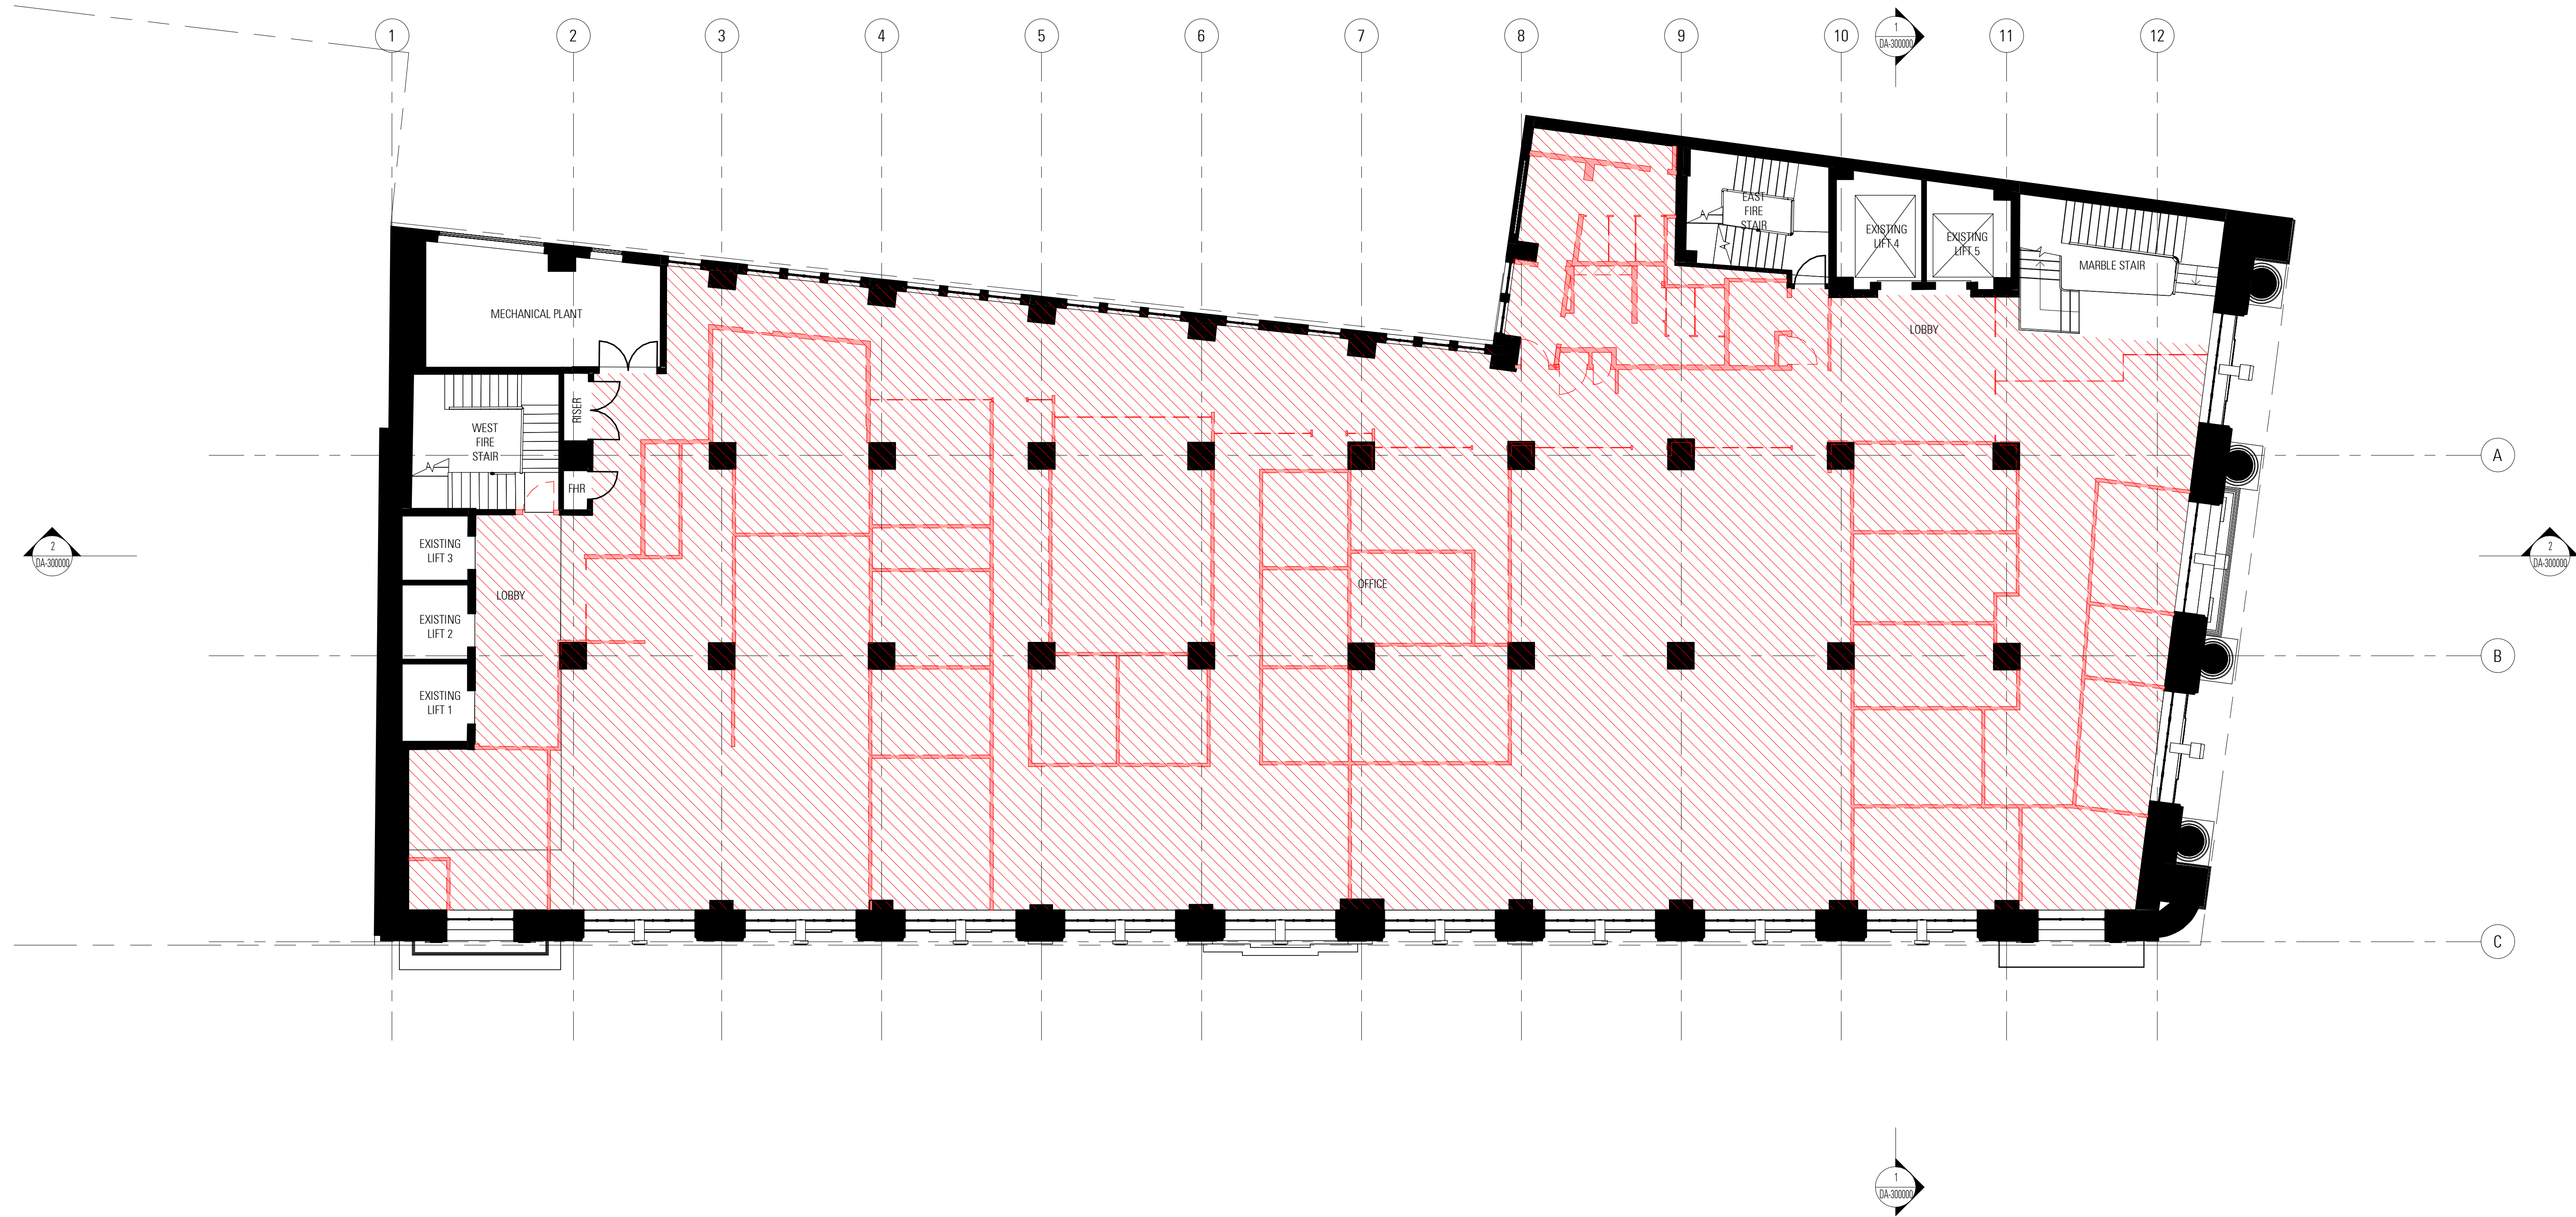 1
2
3
4
5
6
7
8
9
10
11
12
1
DA-300000
EAST
FIRE
STAIR
EXISTING
LIFT 4
EXISTING
LIFT 5
MARBLE STAIR
MECHANICAL PLANT
LOBBY
RISER
WEST
FIRE
STAIR
A
FHR
2
DA-300000
EXISTING
LIFT 3
2
DA-300000
OFFICE
LOBBY
EXISTING
LIFT 2
B
EXISTING
LIFT 1
C
1
DA-300000